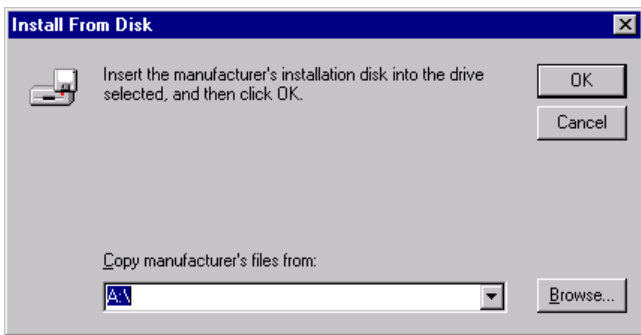 Install From Disk
Insert the manufacturer's installation disk into the drive
selected, and then click OK.
OK
Cancel
Copy manufacturer's files from:
A:\
Browse...